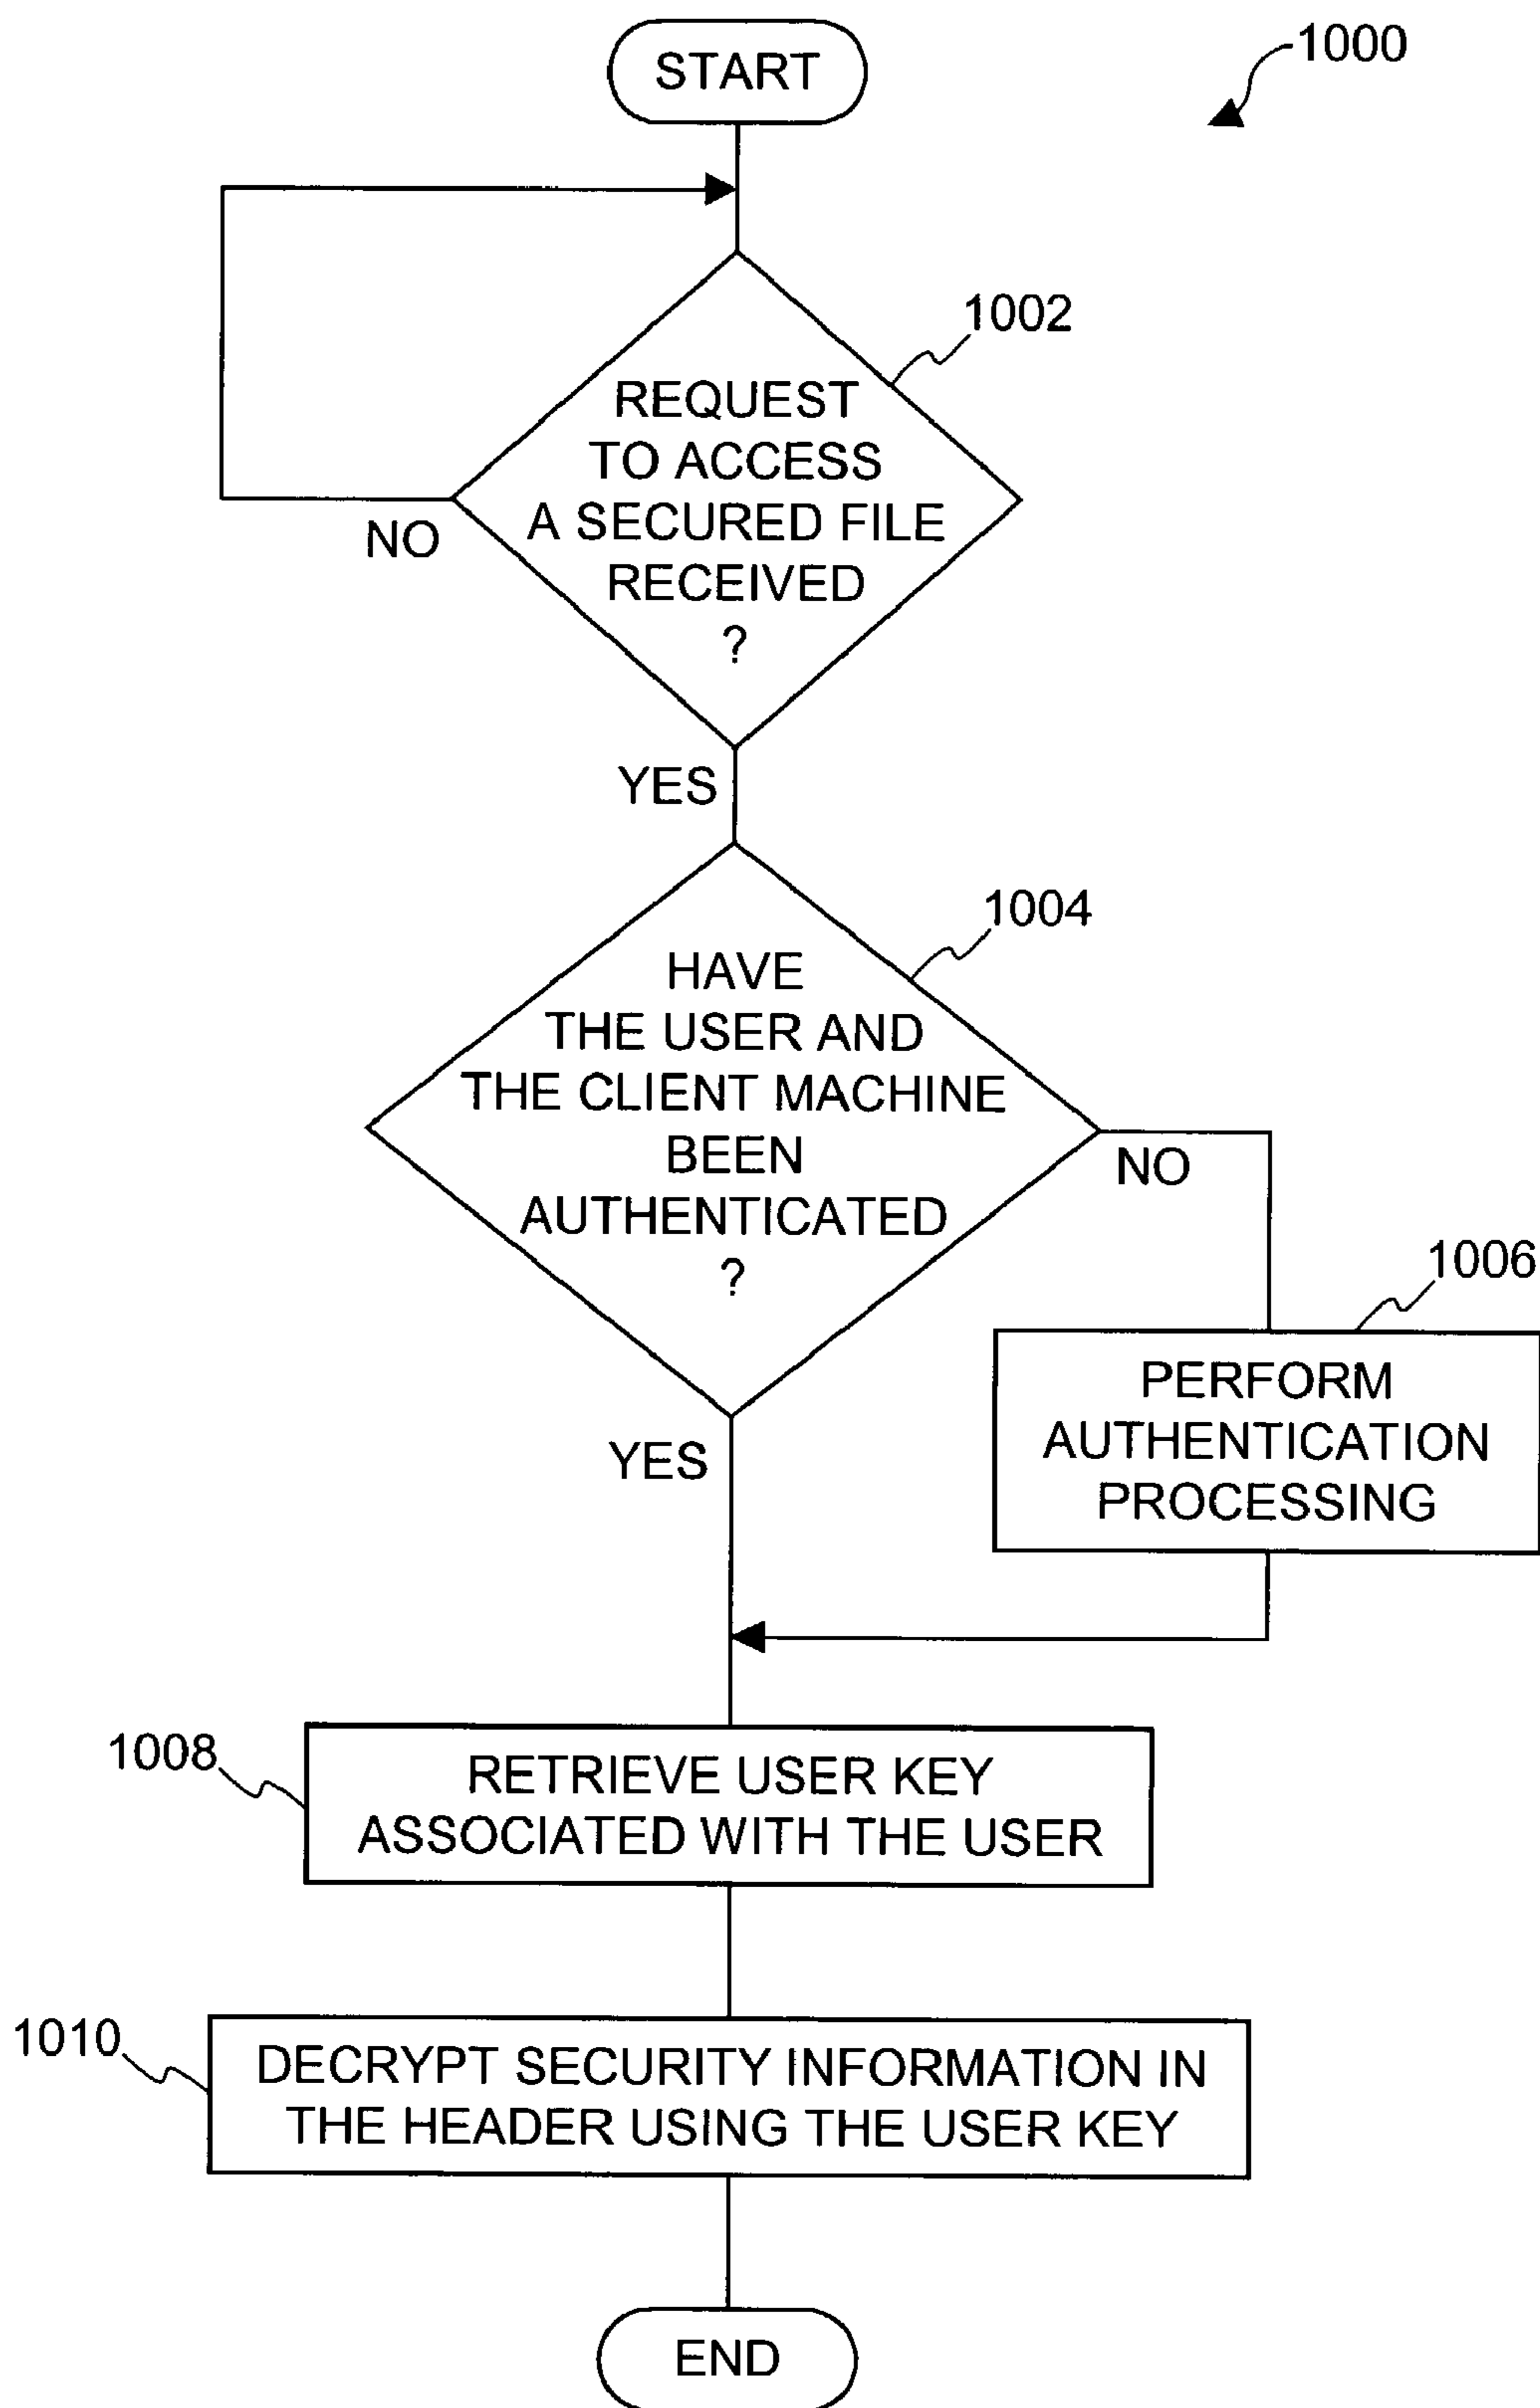 START
1000
1002
REQUEST
TO ACCESS
A SECURED FILE
RECEIVED
?
NO
YES
1004
HAVE
THE USER AND
THE CLIENT MACHINE
BEEN
AUTHENTICATED
?
NO
1006
PERFORM
AUTHENTICATION
PROCESSING
YES
1008
RETRIEVE USER KEY
ASSOCIATED WITH THE USER
1010
DECRYPT SECURITY INFORMATION IN
THE HEADER USING THE USER KEY
END